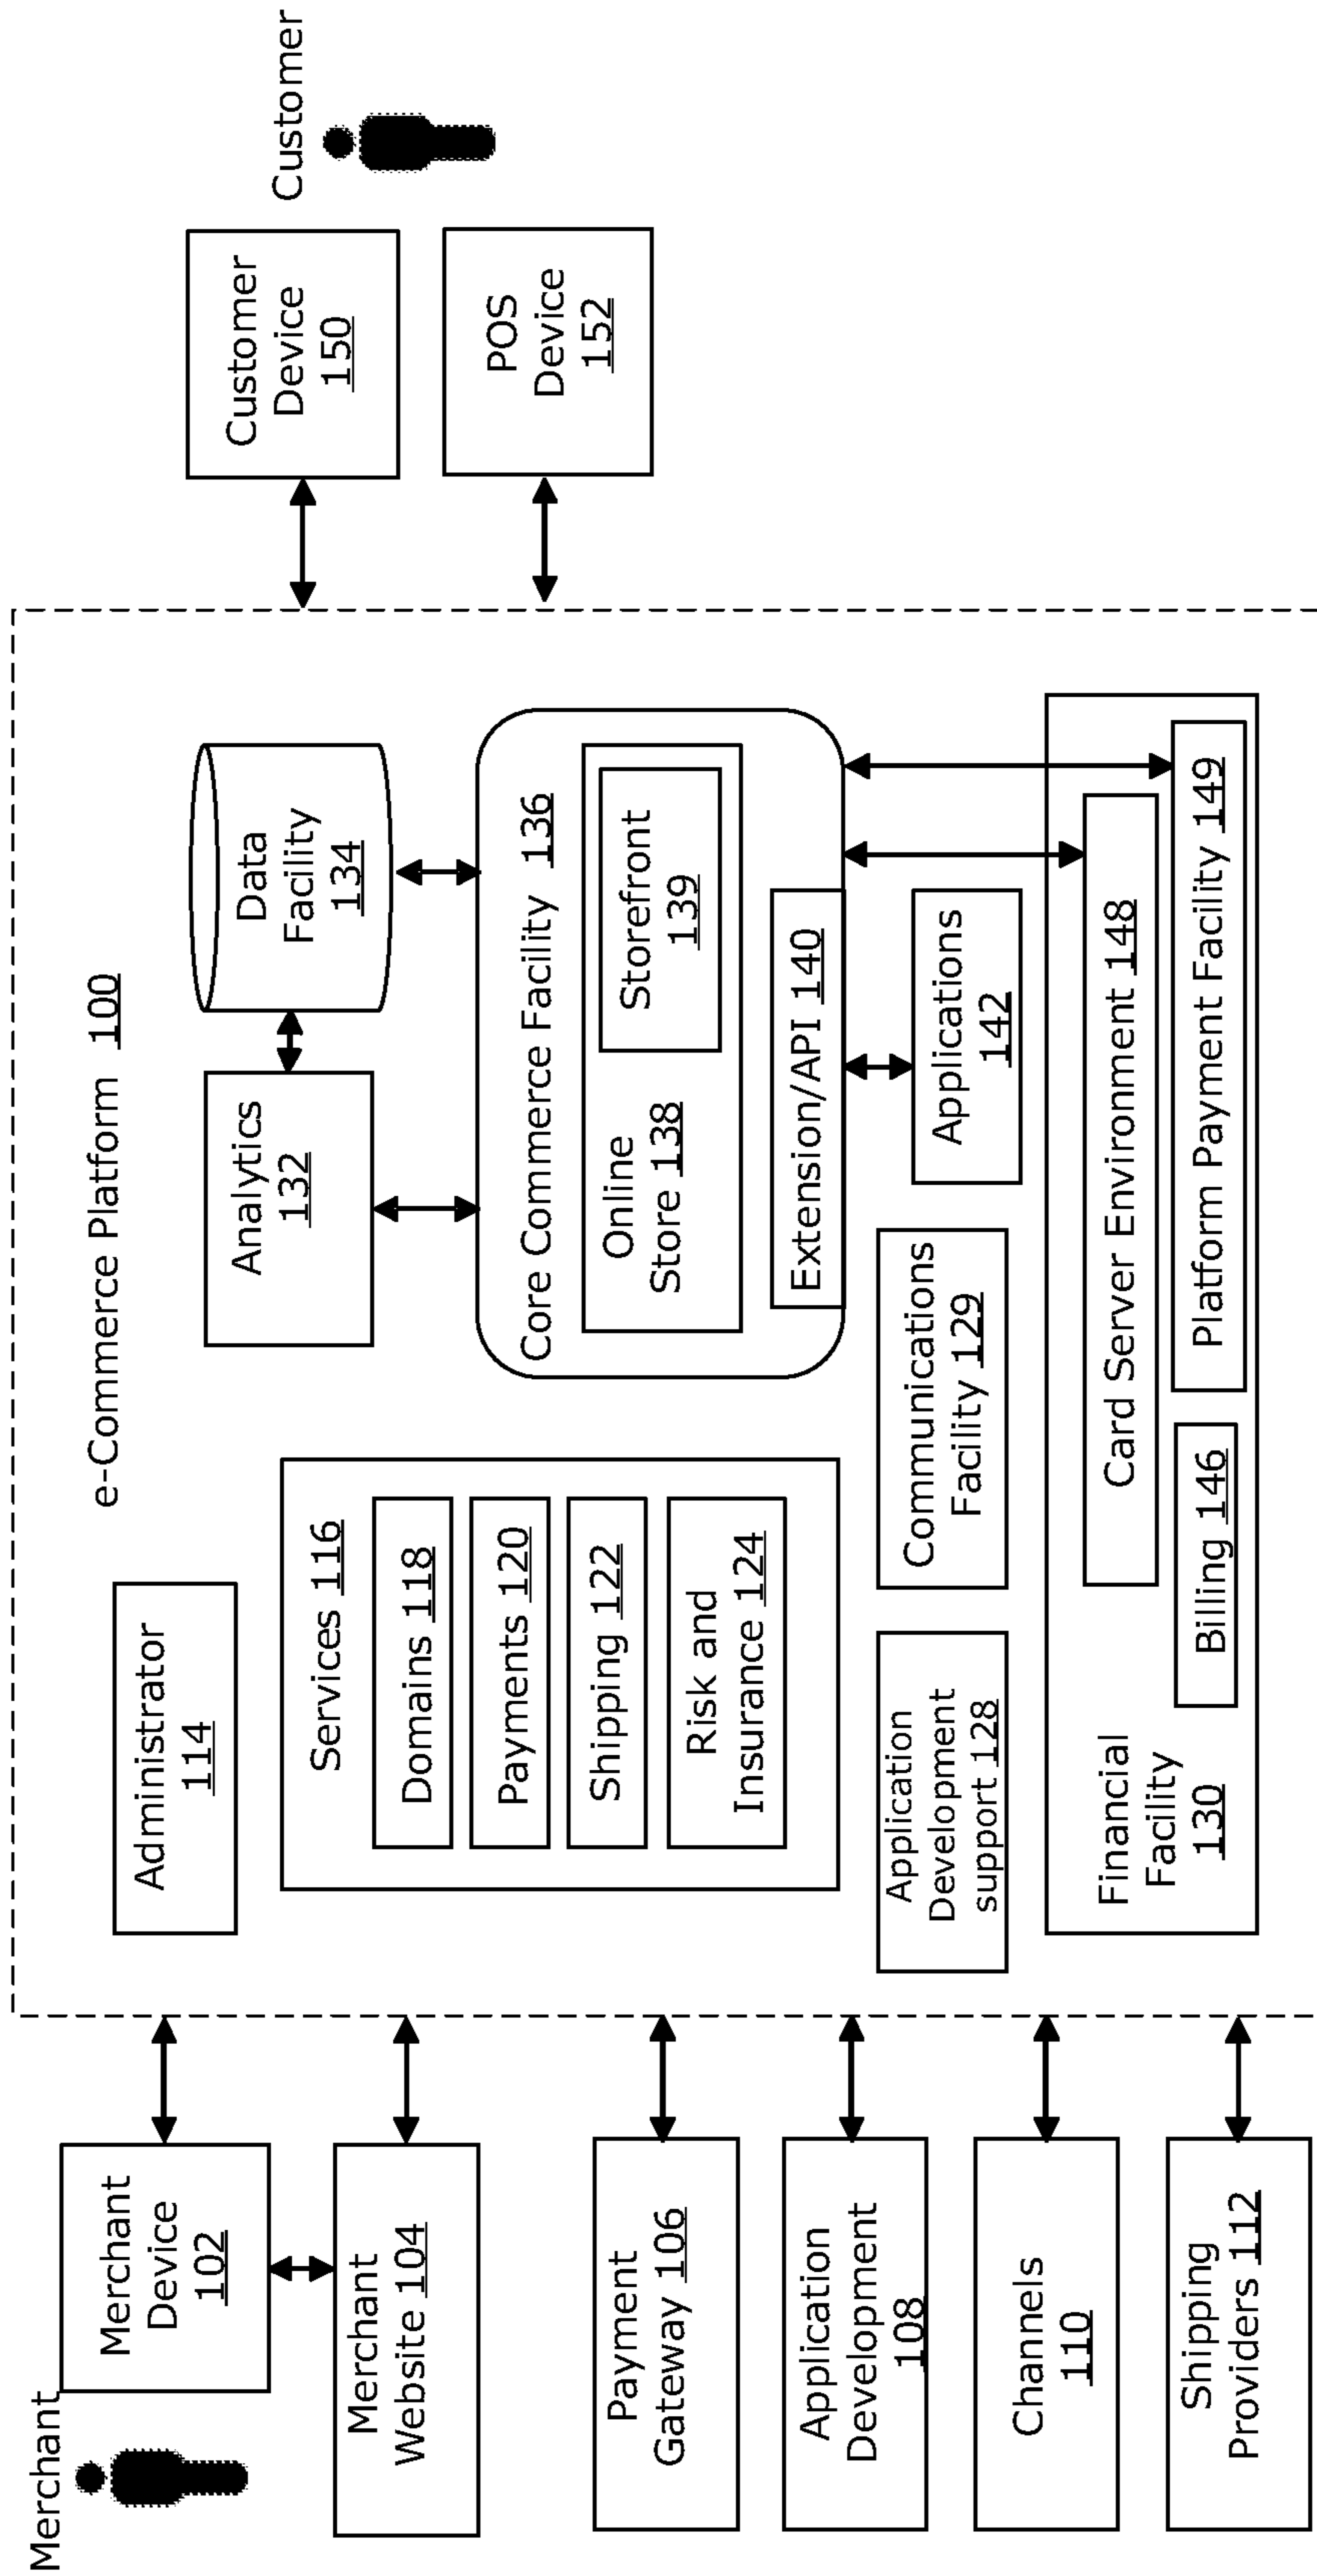 Merchant
Merchant
Device
102
Merchant
Website 104
Payment
Gateway 106
Application
Development
108
Channels
110
Shipping
Providers 112
e-Commerce Platform 100
Administrator
114
Services 116
Domains 118
Payments 120
Shipping 122
Risk and
Insurance 124
Application
Development
support 128
Communications
Facility 129
Analytics
132
Data
Facility
134
Core Commerce Facility 136
Online
Store 138
Storefront
139
Extension/API 140
Applications
142
Financial
Facility
130
Card Server Environment 148
Billing 146
Platform Payment Facility 149
Customer
Customer
Device
150
POS
Device
152